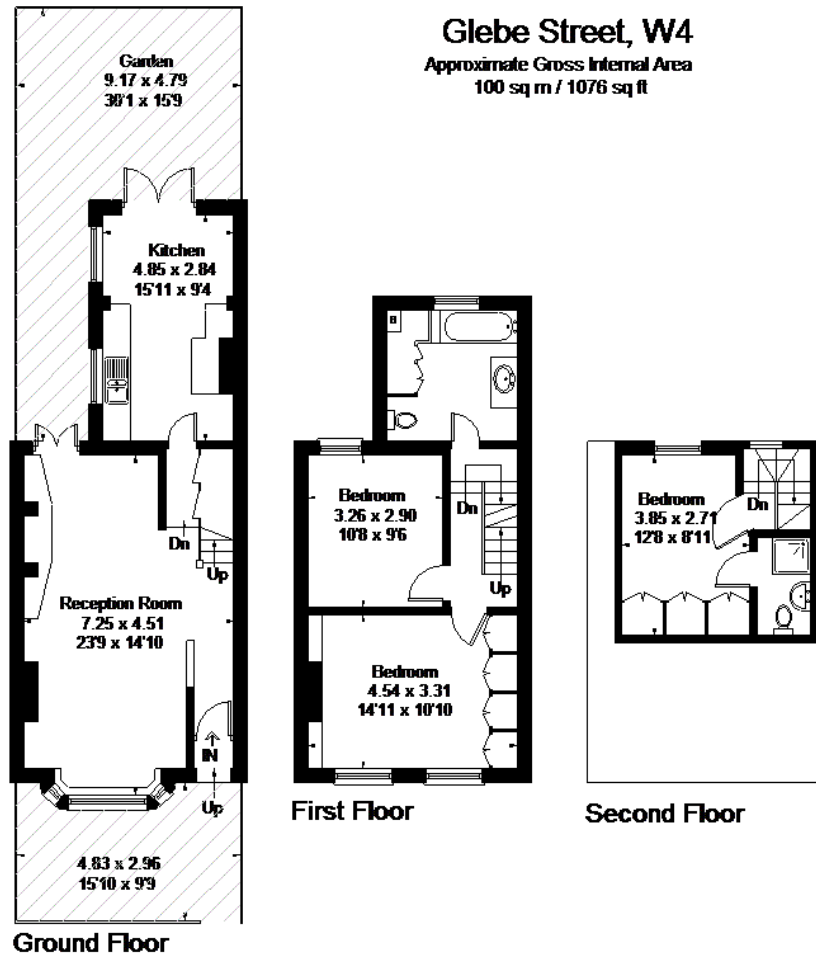 Glebe Street, W4
Approximate Gross Internal Area
100 sq m / 1076 sq ft
Garden
9.17 x 4.79
30'1 x 15'9
Kitchen
4.85 x 2.84
15'11 x 9'4
Dn
Up
Reception Room
7.25 x 4.51
23'9 x 14'10
IN
Up
4.83 x 2.96
15'10 x 9'9
Ground Floor
Bedroom
3.26 x 2.90
10'8 x 9'6
Dn
Up
Bedroom
4.54 x 3.31
14'11 x 10'10
First Floor
Bedroom
3.85 x 2.71
12'8 x 8'11
Dn
Second Floor